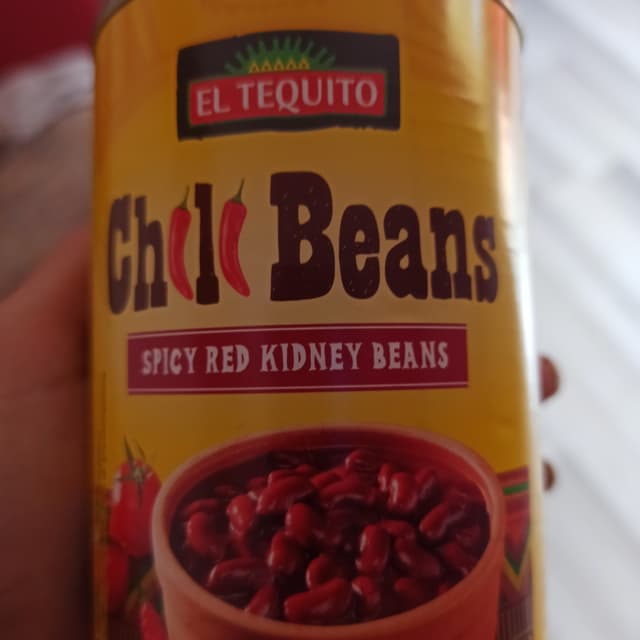 EL TEQUITO
Chili Beans
SPICY RED KIDNEY BEANS